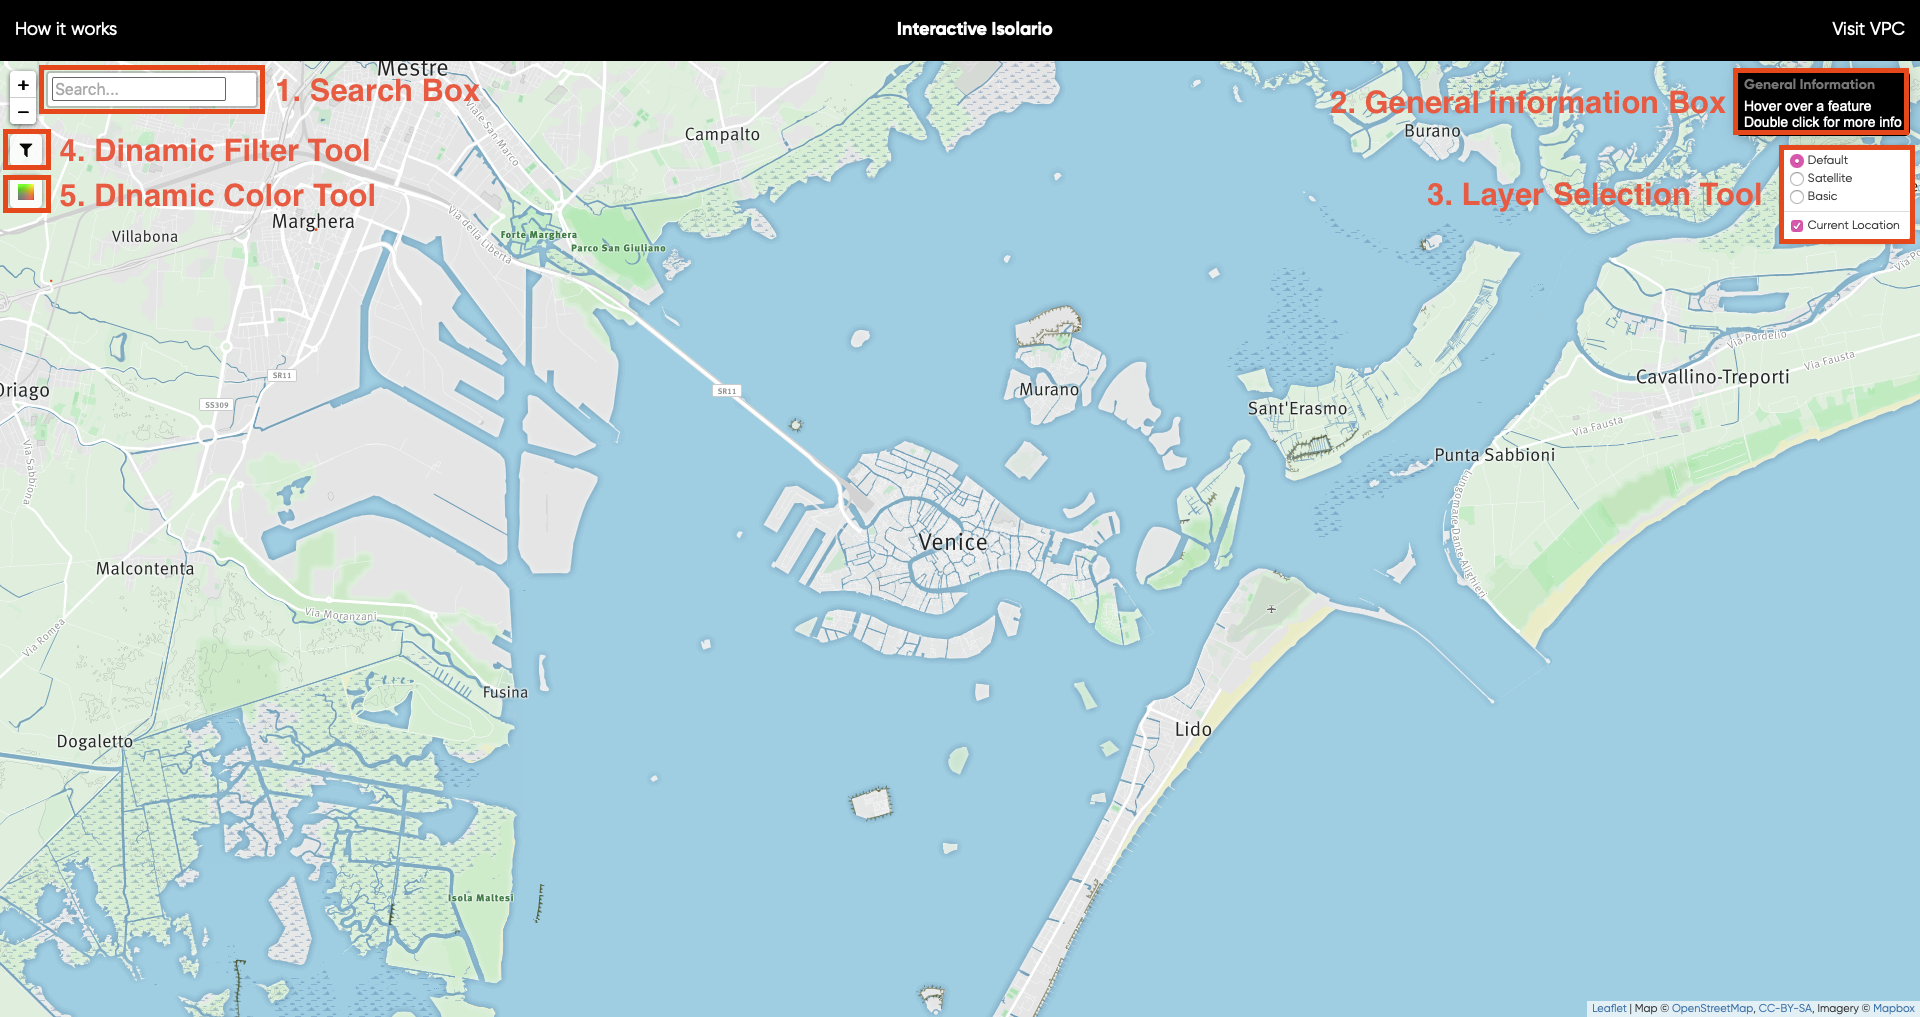 How it works
Interactive Isolario
Visit VPC
+
Search...
−
1. Search Box
2. General information Box
General Information
Hover over a feature
Double click for more info
4. Dinamic Filter Tool
5. DInamic Color Tool
3. Layer Selection Tool
Default
Satellite
Basic
Current Location
Mestre
Viale San Marco
Campalto
Burano
Marghera
Villabona
Via della Libertà
Forte Marghera
Parco San Giuliano
Via Po
Via Pordello
Via Fausta
SR11
SR11
SS309
Oriago
Murano
Sant'Erasmo
Cavallino-Treporti
Via Fausta
Via Sabbiona
Punta Sabbioni
Lungomare Dante Alighieri
Venice
Malcontenta
Via Moranzani
Via Romea
Fusina
Lido
Dogaletto
Isola Maltesi
Leaflet | Map © OpenStreetMap, CC-BY-SA, Imagery © Mapbox